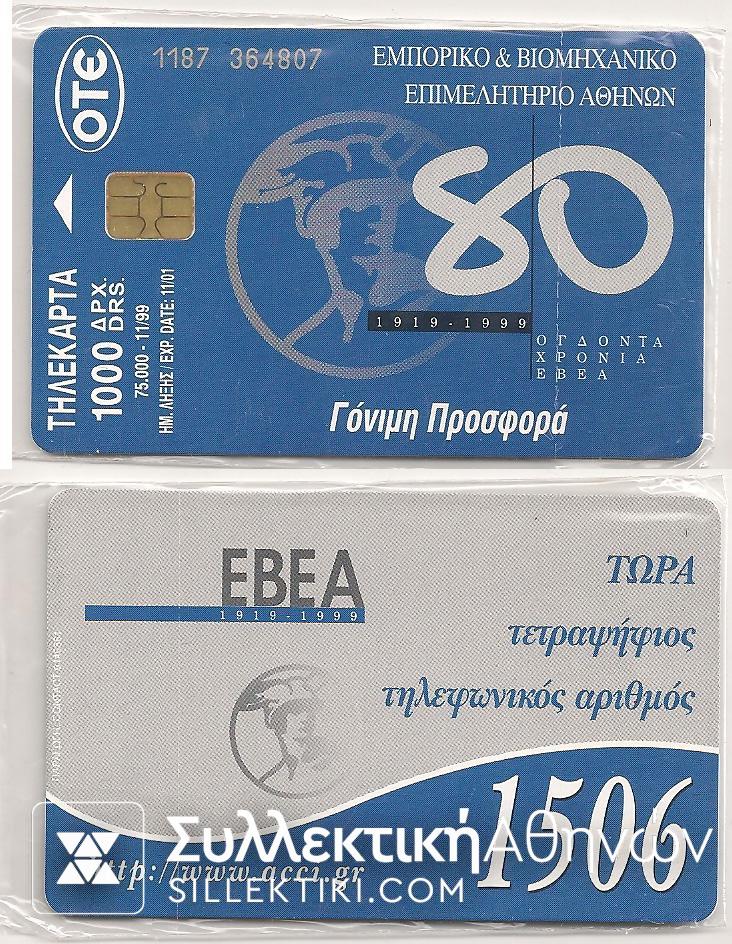 OTE
1187 364807
ΕΜΠΟΡΙΚΟ & ΒΙΟΜΗΧΑΝΙΚΟ
ΕΠΙΜΕΛΗΤΗΡΙΟ ΑΘΗΝΩΝ
80
1919-1999
ΟΓΔΟΝΤΑ
ΧΡΟΝΙΑ
ΕΒΕΑ
Γόνιμη Προσφορά
ΤΗΛΕΚΑΡΤΑ
1000 ΔΡΧ. DRS.
75.000 - 11/99
ΗΜ. ΛΗΞΗΣ / EXP. DATE: 11/01
ΕΒΕΑ
1919-1999
ΤΩΡΑ
τετραψήφιος
τηλεφωνικός αριθμός
1506
http://www.acci.gr
Συλλεκτική Αθηνών
SILLEKTIRI.COM